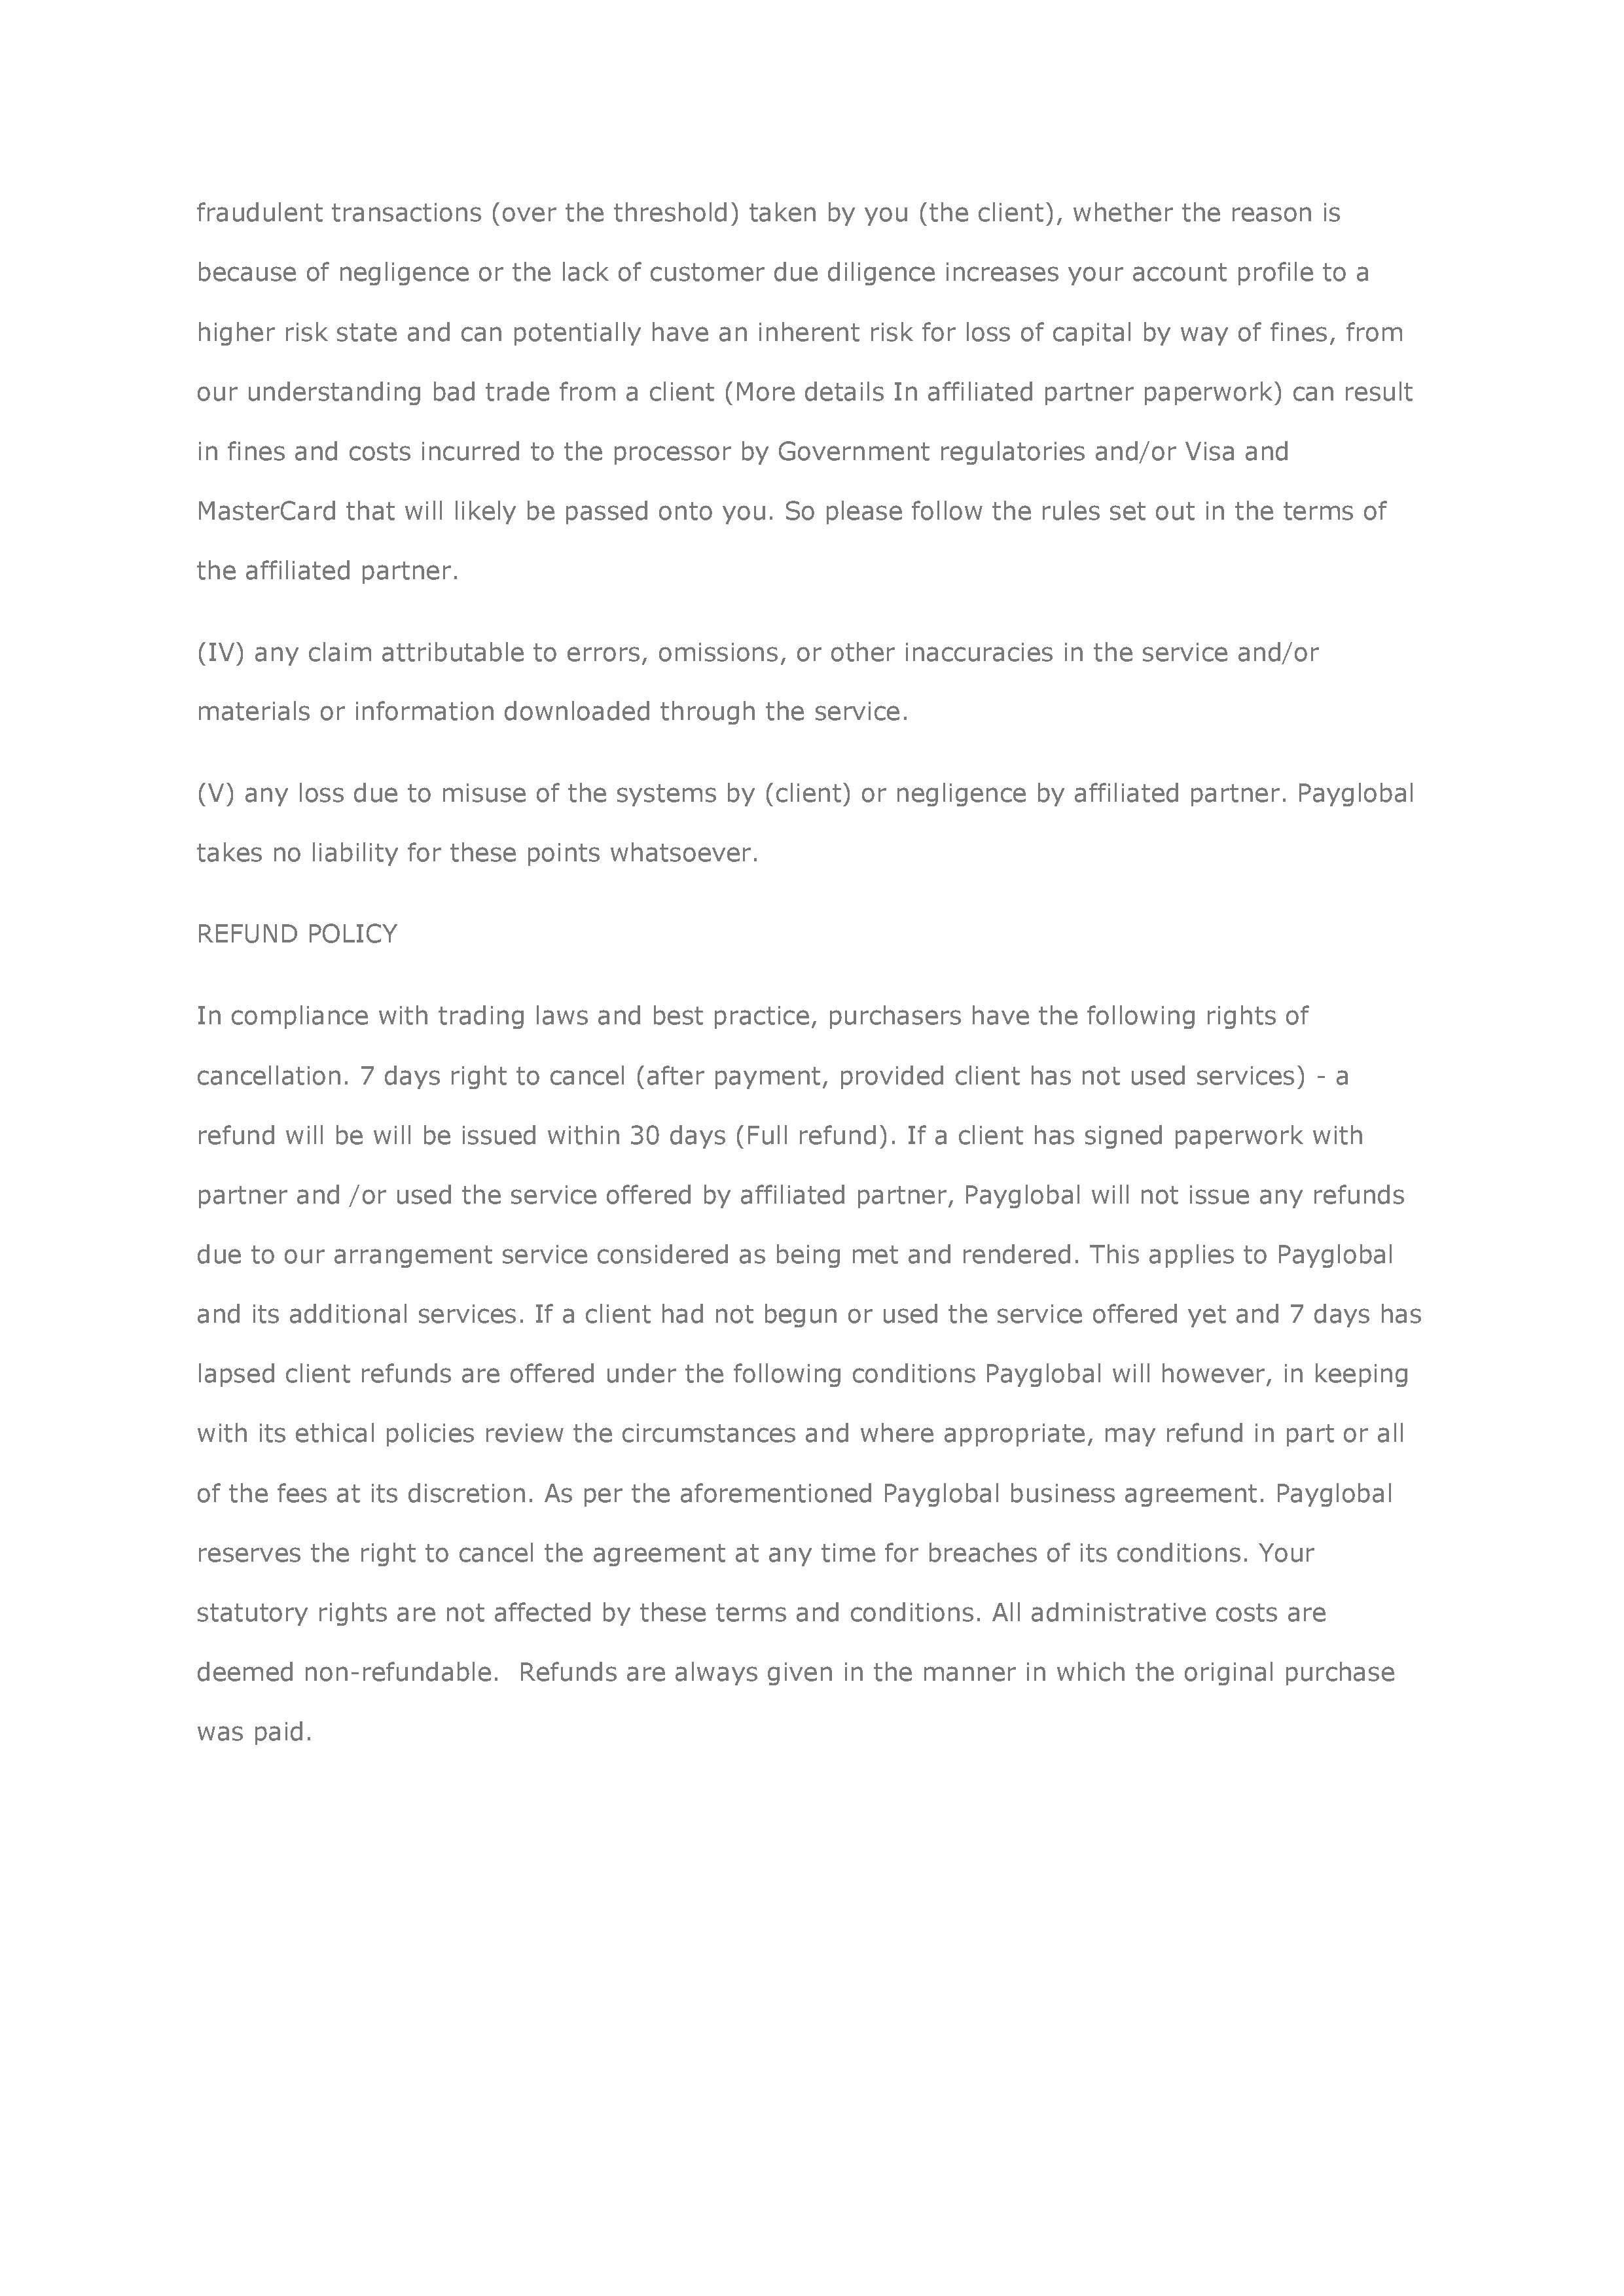 fraudulent transactions (over the threshold) taken by you (the client), whether the reason is
because of negligence or the lack of customer due diligence increases your account profile to a
higher risk state and can potentially have an inherent risk for loss of capital by way of fines, from
our understanding bad trade from a client (More details In affiliated partner paperwork) can result
in fines and costs incurred to the processor by Government regulatories and/or Visa and
MasterCard that will likely be passed onto you. So please follow the rules set out in the terms of
the affiliated partner.
(IV) any claim attributable to errors, omissions, or other inaccuracies in the service and/or
materials or information downloaded through the service.
(V) any loss due to misuse of the systems by (client) or negligence by affiliated partner. Payglobal
takes no liability for these points whatsoever.
REFUND POLICY
In compliance with trading laws and best practice, purchasers have the following rights of
cancellation. 7 days right to cancel (after payment, provided client has not used services) - a
refund will be will be issued within 30 days (Full refund). If a client has signed paperwork with
partner and /or used the service offered by affiliated partner, Payglobal will not issue any refunds
due to our arrangement service considered as being met and rendered. This applies to Payglobal
and its additional services. If a client had not begun or used the service offered yet and 7 days has
lapsed client refunds are offered under the following conditions Payglobal will however, in keeping
with its ethical policies review the circumstances and where appropriate, may refund in part or all
of the fees at its discretion. As per the aforementioned Payglobal business agreement. Payglobal
reserves the right to cancel the agreement at any time for breaches of its conditions. Your
statutory rights are not affected by these terms and conditions. All administrative costs are
deemed non-refundable.  Refunds are always given in the manner in which the original purchase
was paid.